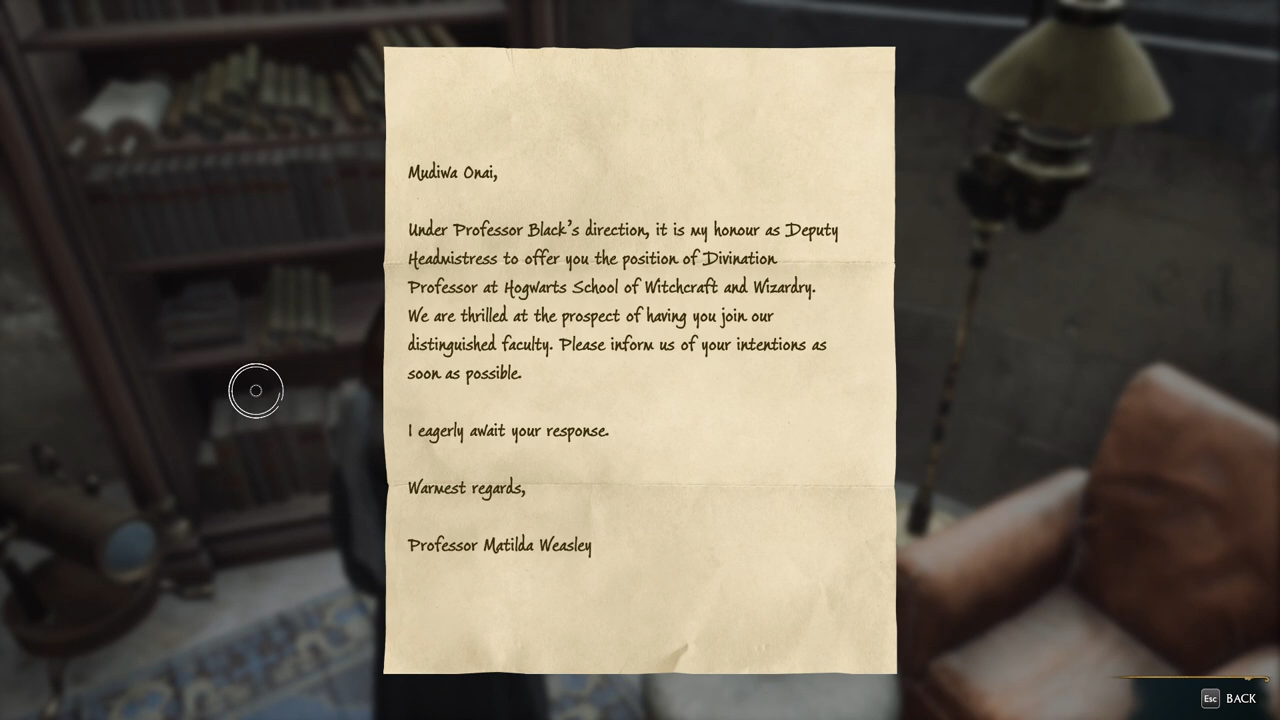 Mudiwa Onai,
Under Professor Black's direction, it is my honour as Deputy
Headmistress to offer you the position of Divination
Professor at Hogwarts School of Witchcraft and Wizardry.
We are thrilled at the prospect of having you join our
distinguished faculty. Please inform us of your intentions as
soon as possible.
I eagerly await your response.
Warmest regards,
Professor Matilda Weasley
Esc BACK